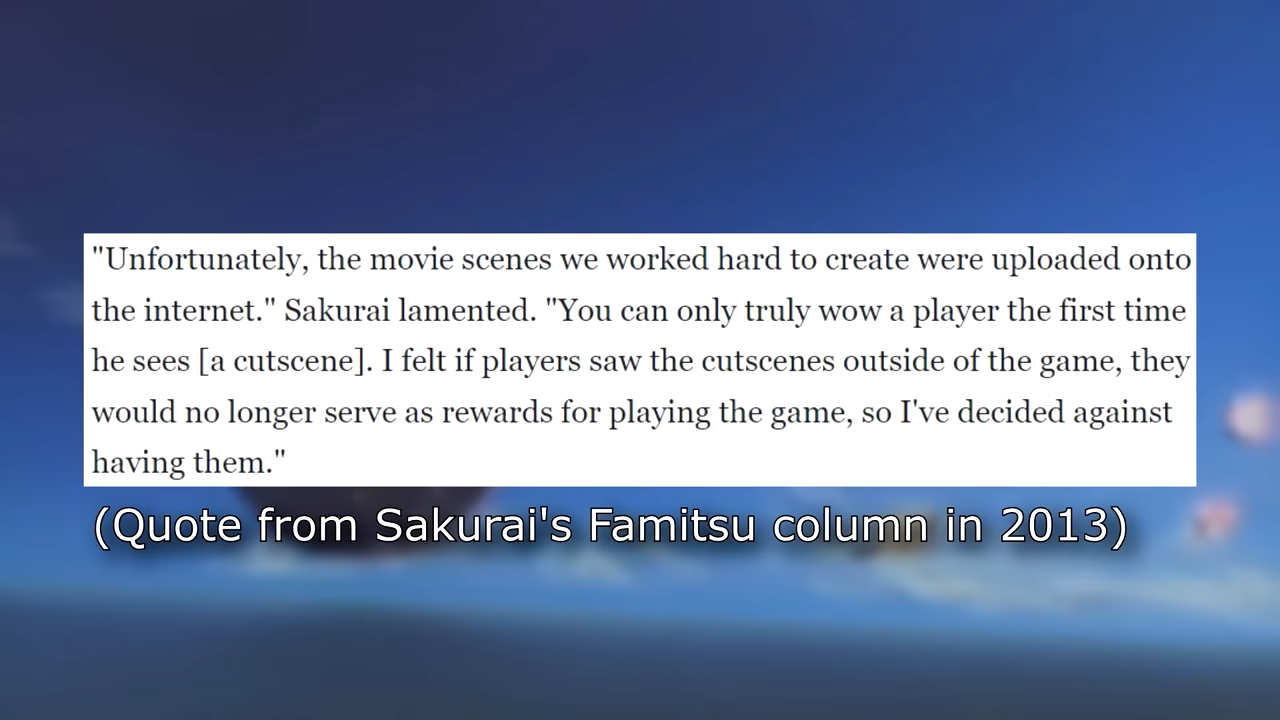 "Unfortunately, the movie scenes we worked hard to create were uploaded onto
the internet." Sakurai lamented. "You can only truly wow a player the first time
he sees [a cutscene]. I felt if players saw the cutscenes outside of the game, they
would no longer serve as rewards for playing the game, so I've decided against
having them."
(Quote from Sakurai's Famitsu column in 2013)